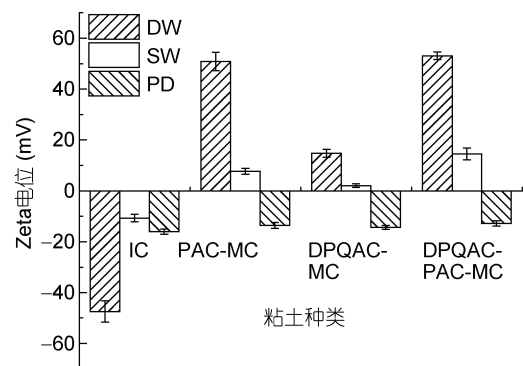 60
40
20
0
−20
−40
−60
Zeta电位 (mV)
DW
SW
PD
IC
PAC-MC
DPQAC-
MC
DPQAC-
PAC-MC
粘土种类